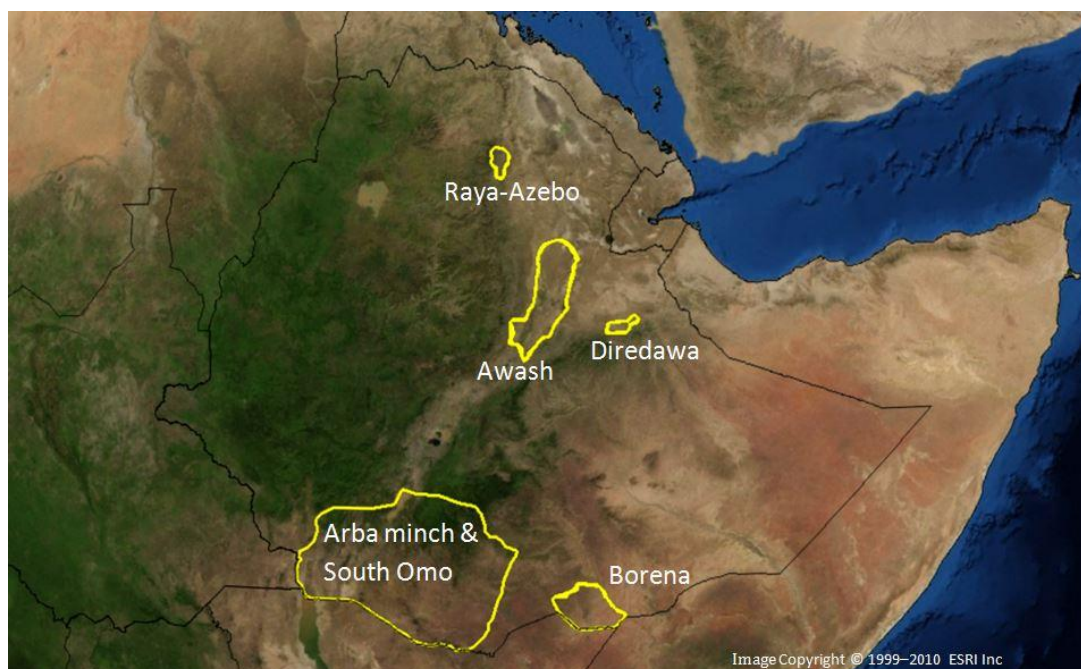 Raya-Azebo
Diredawa
Awash
Arba minch &
South Omo
Borena
Image Copyright © 1999–2010 ESRI Inc